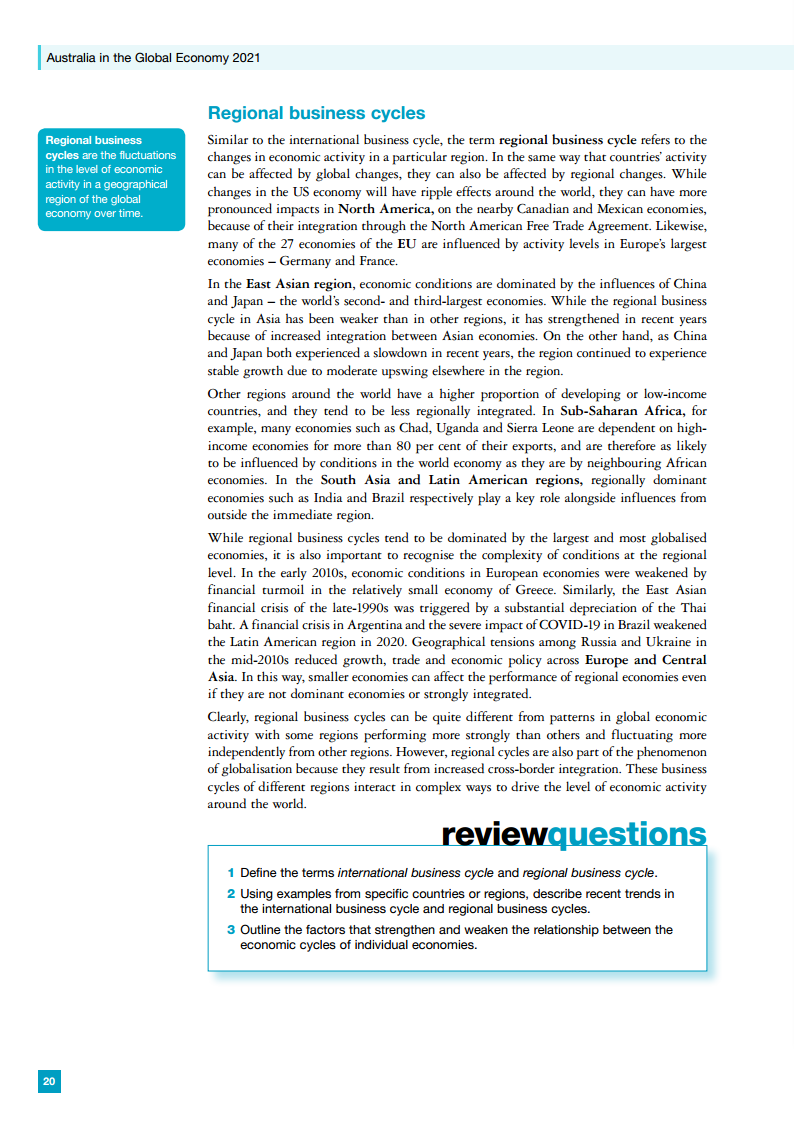 Australia in the Global Economy 2021
Regional business cycles
Regional business
cycles are the fluctuations
in the level of economic
activity in a geographical
region of the global
economy over time.
Similar to the international business cycle, the term regional business cycle refers to the
changes in economic activity in a particular region. In the same way that countries' activity
can be affected by global changes, they can also be affected by regional changes. While
changes in the US economy will have ripple effects around the world, they can have more
pronounced impacts in North America, on the nearby Canadian and Mexican economies,
because of their integration through the North American Free Trade Agreement. Likewise,
many of the 27 economies of the EU are influenced by activity levels in Europe's largest
economies – Germany and France.
In the East Asian region, economic conditions are dominated by the influences of China
and Japan – the world's second- and third-largest economies. While the regional business
cycle in Asia has been weaker than in other regions, it has strengthened in recent years
because of increased integration between Asian economies. On the other hand, as China
and Japan both experienced a slowdown in recent years, the region continued to experience
stable growth due to moderate upswing elsewhere in the region.
Other regions around the world have a higher proportion of developing or low-income
countries, and they tend to be less regionally integrated. In Sub-Saharan Africa, for
example, many economies such as Chad, Uganda and Sierra Leone are dependent on high-
income economies for more than 80 per cent of their exports, and are therefore as likely
to be influenced by conditions in the world economy as they are by neighbouring African
economies. In the South Asia and Latin American regions, regionally dominant
economies such as India and Brazil respectively play a key role alongside influences from
outside the immediate region.
While regional business cycles tend to be dominated by the largest and most globalised
economies, it is also important to recognise the complexity of conditions at the regional
level. In the early 2010s, economic conditions in European economies were weakened by
financial turmoil in the relatively small economy of Greece. Similarly, the East Asian
financial crisis of the late-1990s was triggered by a substantial depreciation of the Thai
baht. A financial crisis in Argentina and the severe impact of COVID-19 in Brazil weakened
the Latin American region in 2020. Geographical tensions among Russia and Ukraine in
the mid-2010s reduced growth, trade and economic policy across Europe and Central
Asia. In this way, smaller economies can affect the performance of regional economies even
if they are not dominant economies or strongly integrated.
Clearly, regional business cycles can be quite different from patterns in global economic
activity with some regions performing more strongly than others and fluctuating more
independently from other regions. However, regional cycles are also part of the phenomenon
of globalisation because they result from increased cross-border integration. These business
cycles of different regions interact in complex ways to drive the level of economic activity
around the world.
reviewquestions
1 Define the terms international business cycle and regional business cycle.
2 Using examples from specific countries or regions, describe recent trends in
the international business cycle and regional business cycles.
3 Outline the factors that strengthen and weaken the relationship between the
economic cycles of individual economies.
20